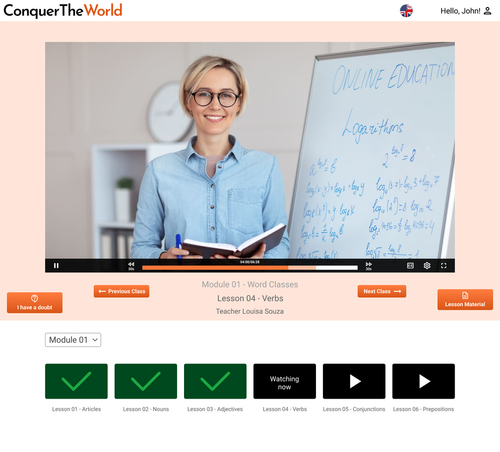 ConquerTheWorld
Hello, John!
ONLINE EDUCATION
Logarithms
30s
04:00/06:28
30s
Module 01 - Word Classes
Previous Class
Next Class
Lesson 04 - Verbs
I have a doubt
Lesson Material
Teacher Louisa Souza
Module 01
Watching
now
Lesson 01 - Articles
Lesson 02 - Nouns
Lesson 03 - Adjectives
Lesson 04 - Verbs
Lesson 05 - Conjunctions
Lesson 06 - Prepositions